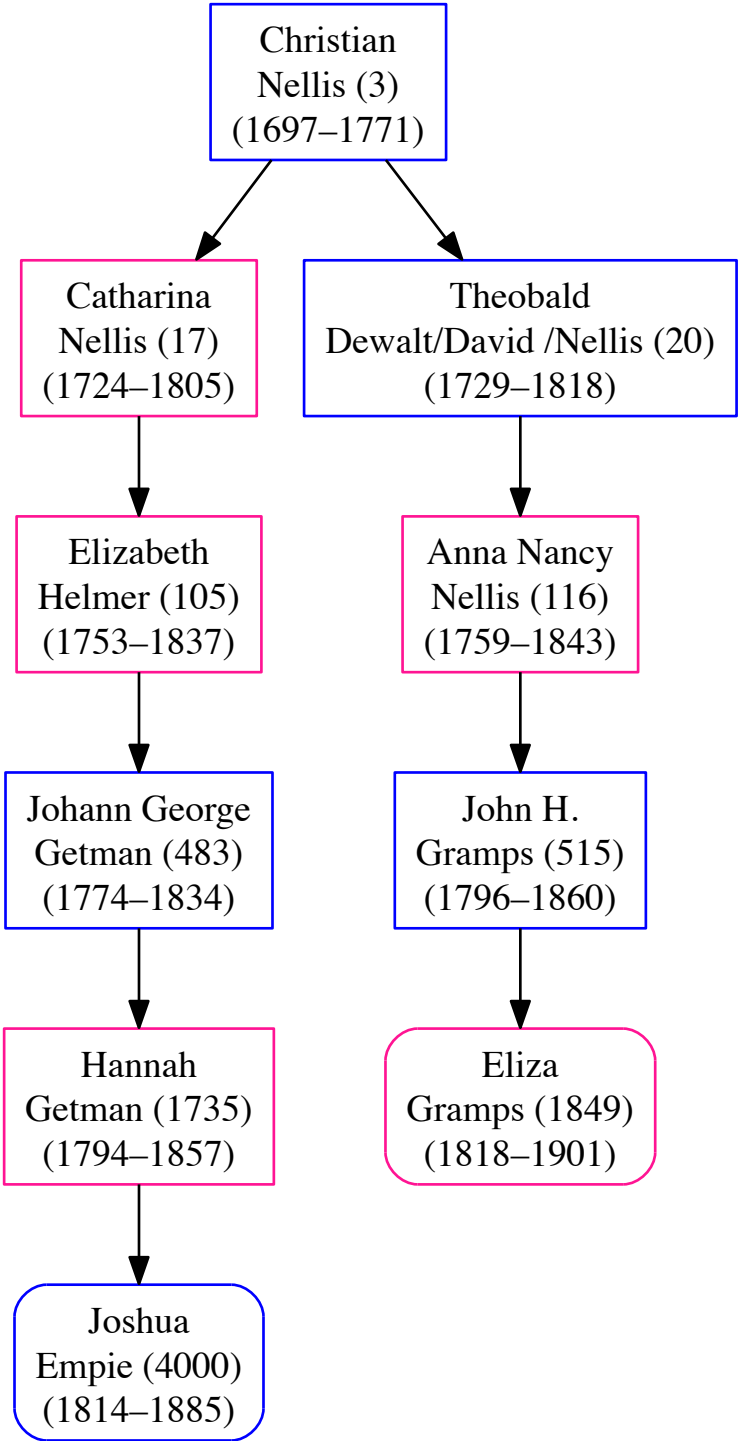 Christian
Nellis (3)
(1697–1771)
Catharina
Nellis (17)
(1724–1805)
Theobald
Dewalt/David /Nellis (20)
(1729–1818)
Elizabeth
Helmer (105)
(1753–1837)
Anna Nancy
Nellis (116)
(1759–1843)
Johann George
Getman (483)
(1774–1834)
John H.
Gramps (515)
(1796–1860)
Hannah
Getman (1735)
(1794–1857)
Eliza
Gramps (1849)
(1818–1901)
Joshua
Empie (4000)
(1814–1885)